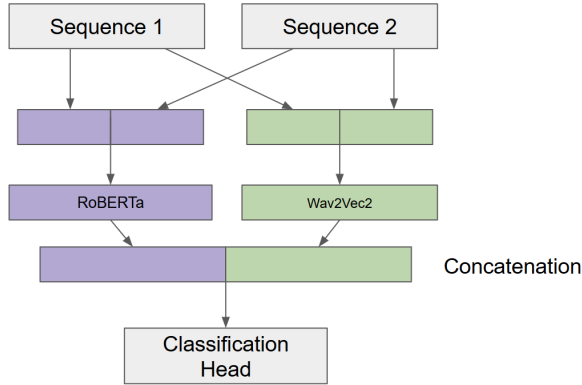 Sequence 1
Sequence 2
RoBERTa
Wav2Vec2
Concatenation
Classification
Head